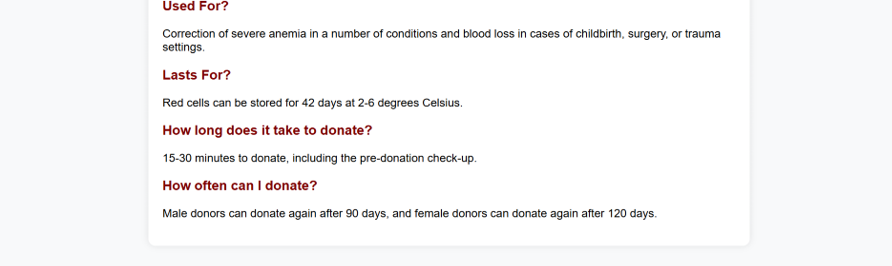 Used For?
Correction of severe anemia in a number of conditions and blood loss in cases of childbirth, surgery, or trauma
settings.
Lasts For?
Red cells can be stored for 42 days at 2-6 degrees Celsius.
How long does it take to donate?
15-30 minutes to donate, including the pre-donation check-up.
How often can I donate?
Male donors can donate again after 90 days, and female donors can donate again after 120 days.